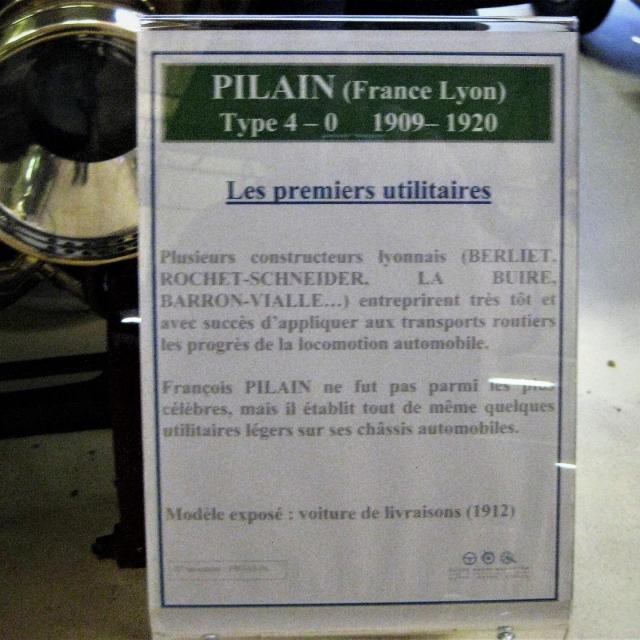 PILAIN (France Lyon)
Type 4 – 0 1909– 1920
Les premiers utilitaires
Plusieurs constructeurs lyonnais (BERLIET,
ROCHET-SCHNEIDER, LA BUIRE,
BARRON-VIALLE...) entreprirent très tôt et
avec succès d'appliquer aux transports routiers
les progrès de la locomotion automobile.
François PILAIN ne fut pas parmi les
célèbres, mais il établit tout de même quelques
utilitaires légers sur ses châssis automobiles.
Modèle exposé : voiture de livraisons (1912)